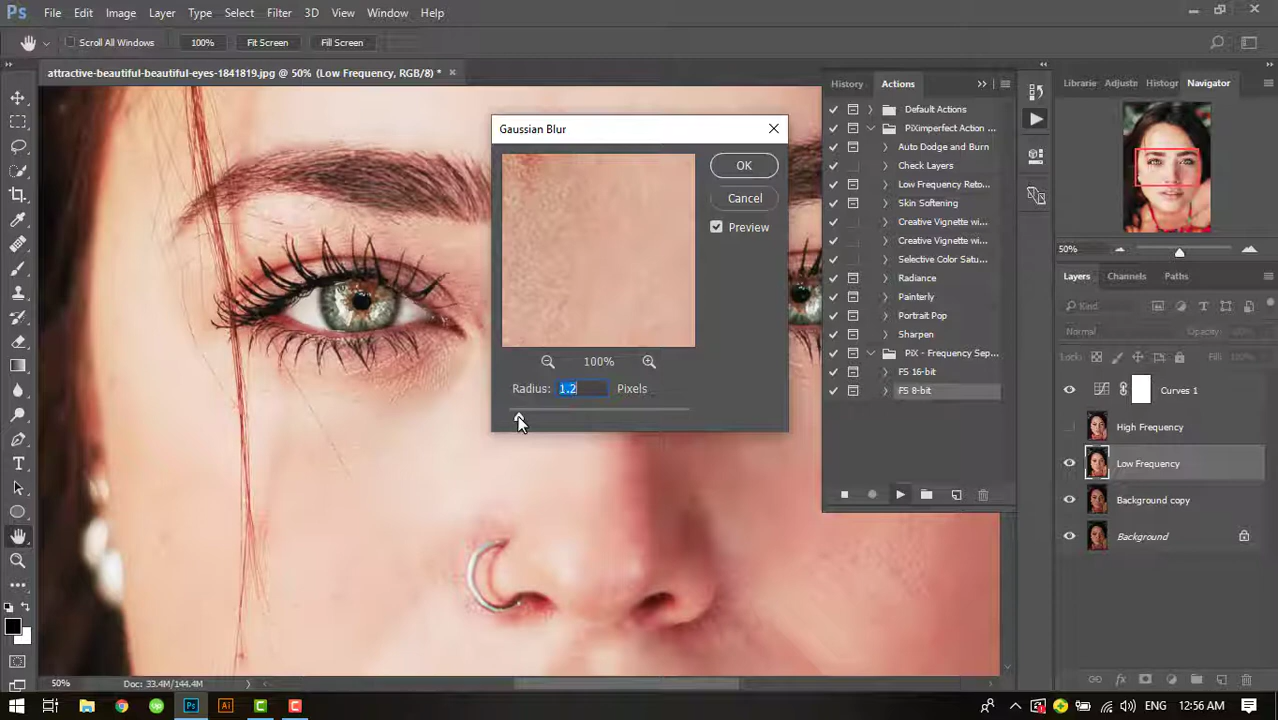 Ps File Edit Image Layer Type Select Filter 3D View Window Help
Scroll All Windows 100% Fit Screen Fill Screen
attractive-beautiful-beautiful-eyes-1841819.jpg @ 50% (Low Frequency, RGB/8) * ×
Gaussian Blur
OK
Cancel
Preview
100%
Radius: 1.2 Pixels
History Actions
Default Actions
PiXimperfect Action ...
Auto Dodge and Burn
Check Layers
Low Frequency Reto...
Skin Softening
Creative Vignette wi...
Creative Vignette wi...
Selective Color Satu...
Radiance
Painterly
Portrait Pop
Sharpen
PiX - Frequency Sep...
FS 16-bit
FS 8-bit
Librarie Adjustm Histogr Navigator
50%
Layers Channels Paths
Kind
Normal Opacity:
Lock: Fill: 100%
Curves 1
High Frequency
Low Frequency
Background copy
Background
50% Doc: 33.4M/144.4M
Ps Ai ENG 12:56 AM